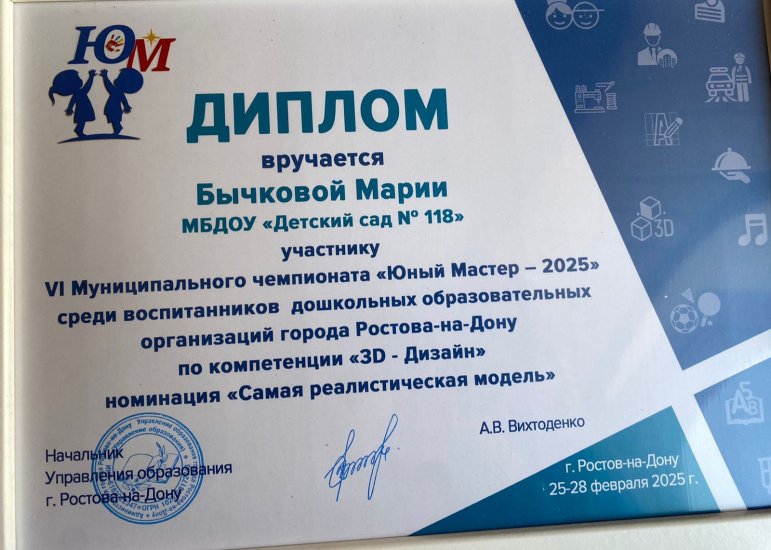 ЮМ
ДИПЛОМ
вручается
Бычковой Марии
МБДОУ «Детский сад № 118»
участнику
VI Муниципального чемпионата «Юный Мастер – 2025»
среди воспитанников дошкольных образовательных
организаций города Ростова-на-Дону
по компетенции «3D - Дизайн»
номинация «Самая реалистическая модель»
Начальник
Управления образования
г. Ростова-на-Дону
А.В. Вихтоденко
г. Ростов-на-Дону
25-28 февраля 2025 г.
3D
АБВ